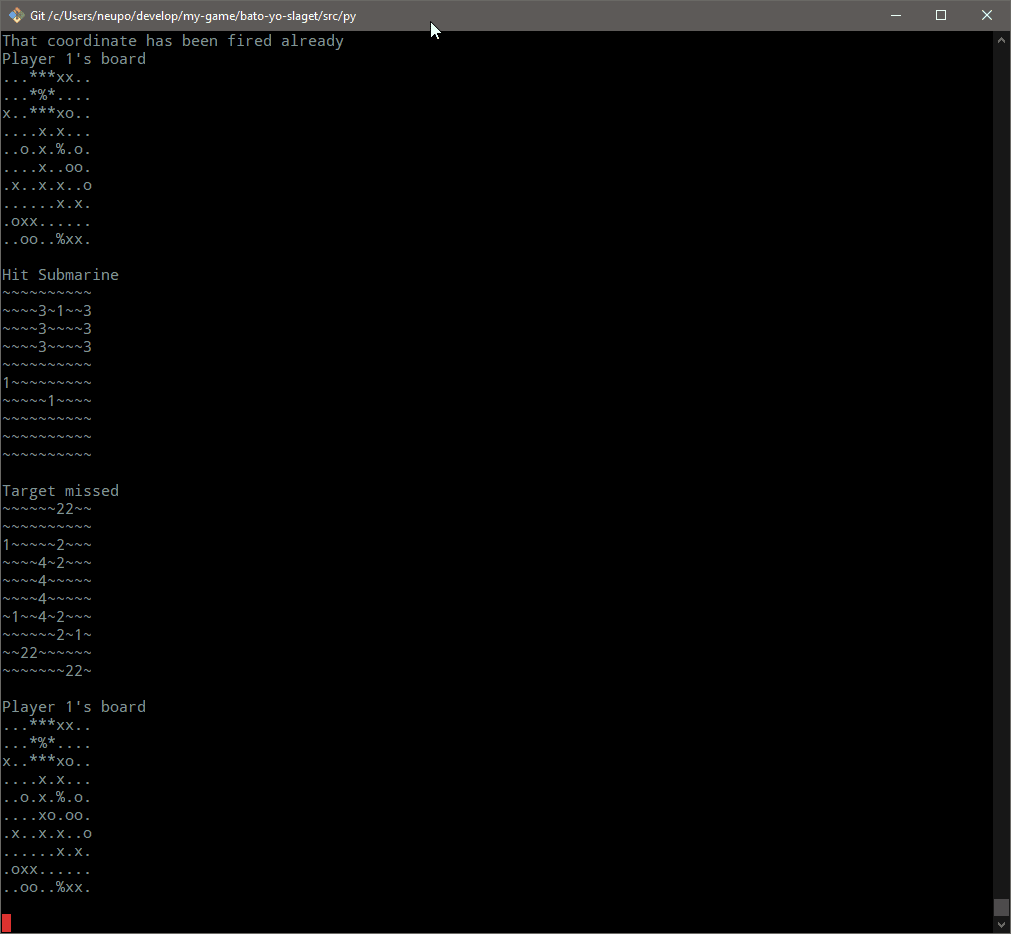 Git /c/Users/neupo/develop/my-game/bato-yo-slaget/src/py
That coordinate has been fired already
Player 1's board
...***xx..
...*%*....
x..***xo..
....x.x...
..o.x.%.o.
....x..oo.
.x..x.x..o
......x.x.
.oxx......
..oo..%xx.
Hit Submarine
~~~~~~~~~~
~~~~3~1~~3
~~~~3~~~~3
~~~~3~~~~3
~~~~~~~~~~
1~~~~~~~~~
~~~~~1~~~~
~~~~~~~~~~
~~~~~~~~~~
~~~~~~~~~~
Target missed
~~~~~~22~~
~~~~~~~~~~
1~~~~~2~~~
~~~~4~2~~~
~~~~4~~~~~
~~~~4~~~~~
~1~~4~2~~~
~~~~~~2~1~
~~22~~~~~~
~~~~~~~22~
Player 1's board
...***xx..
...*%*....
x..***xo..
....x.x...
..o.x.%.o.
....xo.oo.
.x..x.x..o
......x.x.
.oxx......
..oo..%xx.